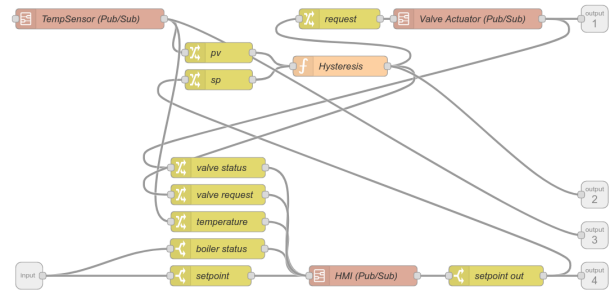 TempSensor (Pub/Sub)
request
Valve Actuator (Pub/Sub)
output
1
pv
Hysteresis
sp
valve status
valve request
output
2
temperature
output
3
boiler status
input
setpoint
HMI (Pub/Sub)
setpoint out
output
4